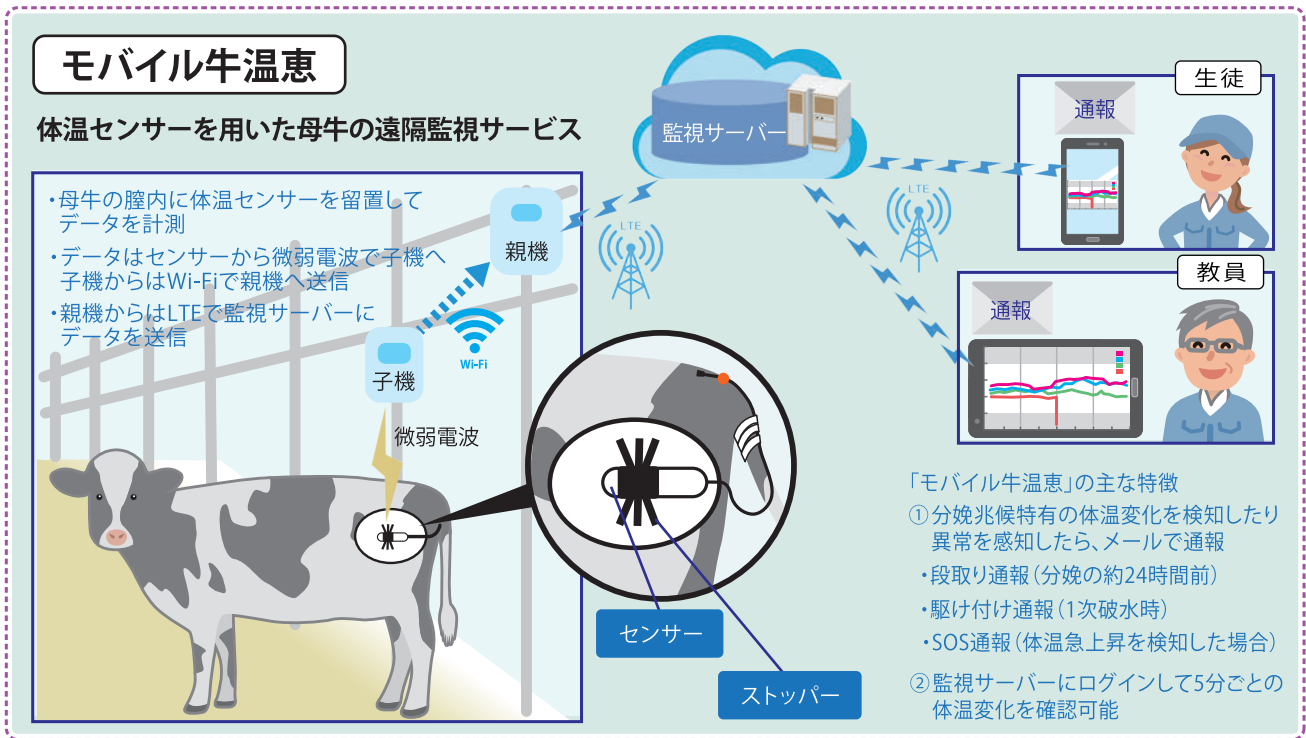 モバイル牛温恵
体温センサーを用いた母牛の遠隔監視サービス
・母牛の膣内に体温センサーを留置して
データを計測
・データはセンサーから微弱電波で子機へ
子機からはWi-Fiで親機へ送信
・親機からはLTEで監視サーバーに
データを送信
親機
子機
Wi-Fi
微弱電波
LTE
監視サーバー
LTE
生徒
通報
教員
通報
センサー
ストッパー
「モバイル牛温恵」の主な特徴
①分娩兆候特有の体温変化を検知したり
異常を感知したら、メールで通報
・段取り通報（分娩の約24時間前）
・駆け付け通報（1次破水時）
・SOS通報（体温急上昇を検知した場合）
②監視サーバーにログインして5分ごとの
体温変化を確認可能